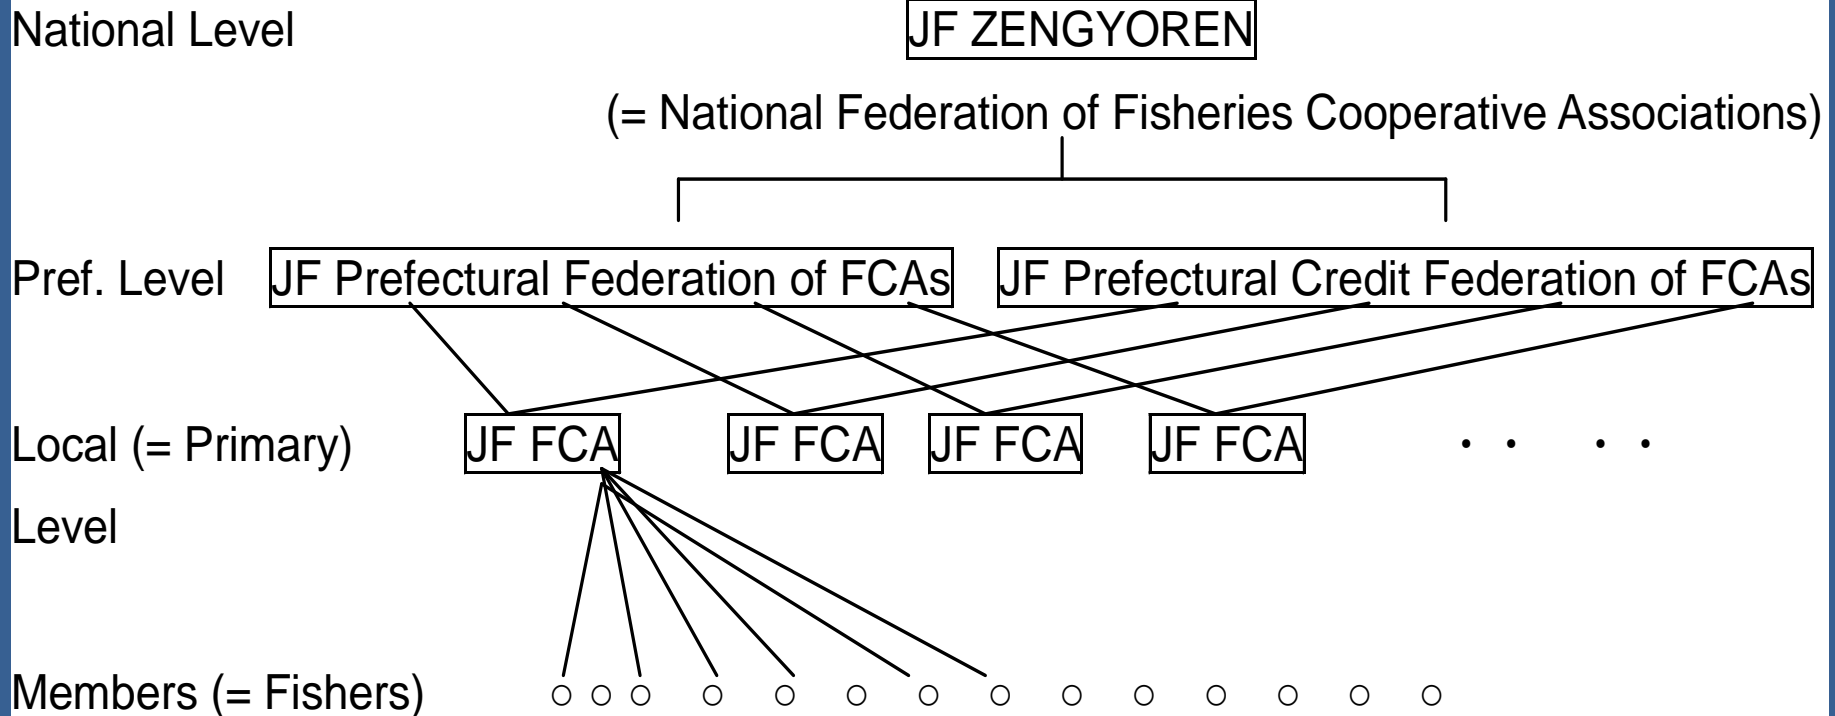 National Level JF ZENGYOREN
(= National Federation of Fisheries Cooperative Associations)
Pref. Level JF Prefectural Federation of FCAs JF Prefectural Credit Federation of FCAs
Local (= Primary) JF FCA JF FCA JF FCA JF FCA ・・ ・・
Level
Members (= Fishers) ○ ○ ○ ○ ○ ○ ○ ○ ○ ○ ○ ○ ○ ○